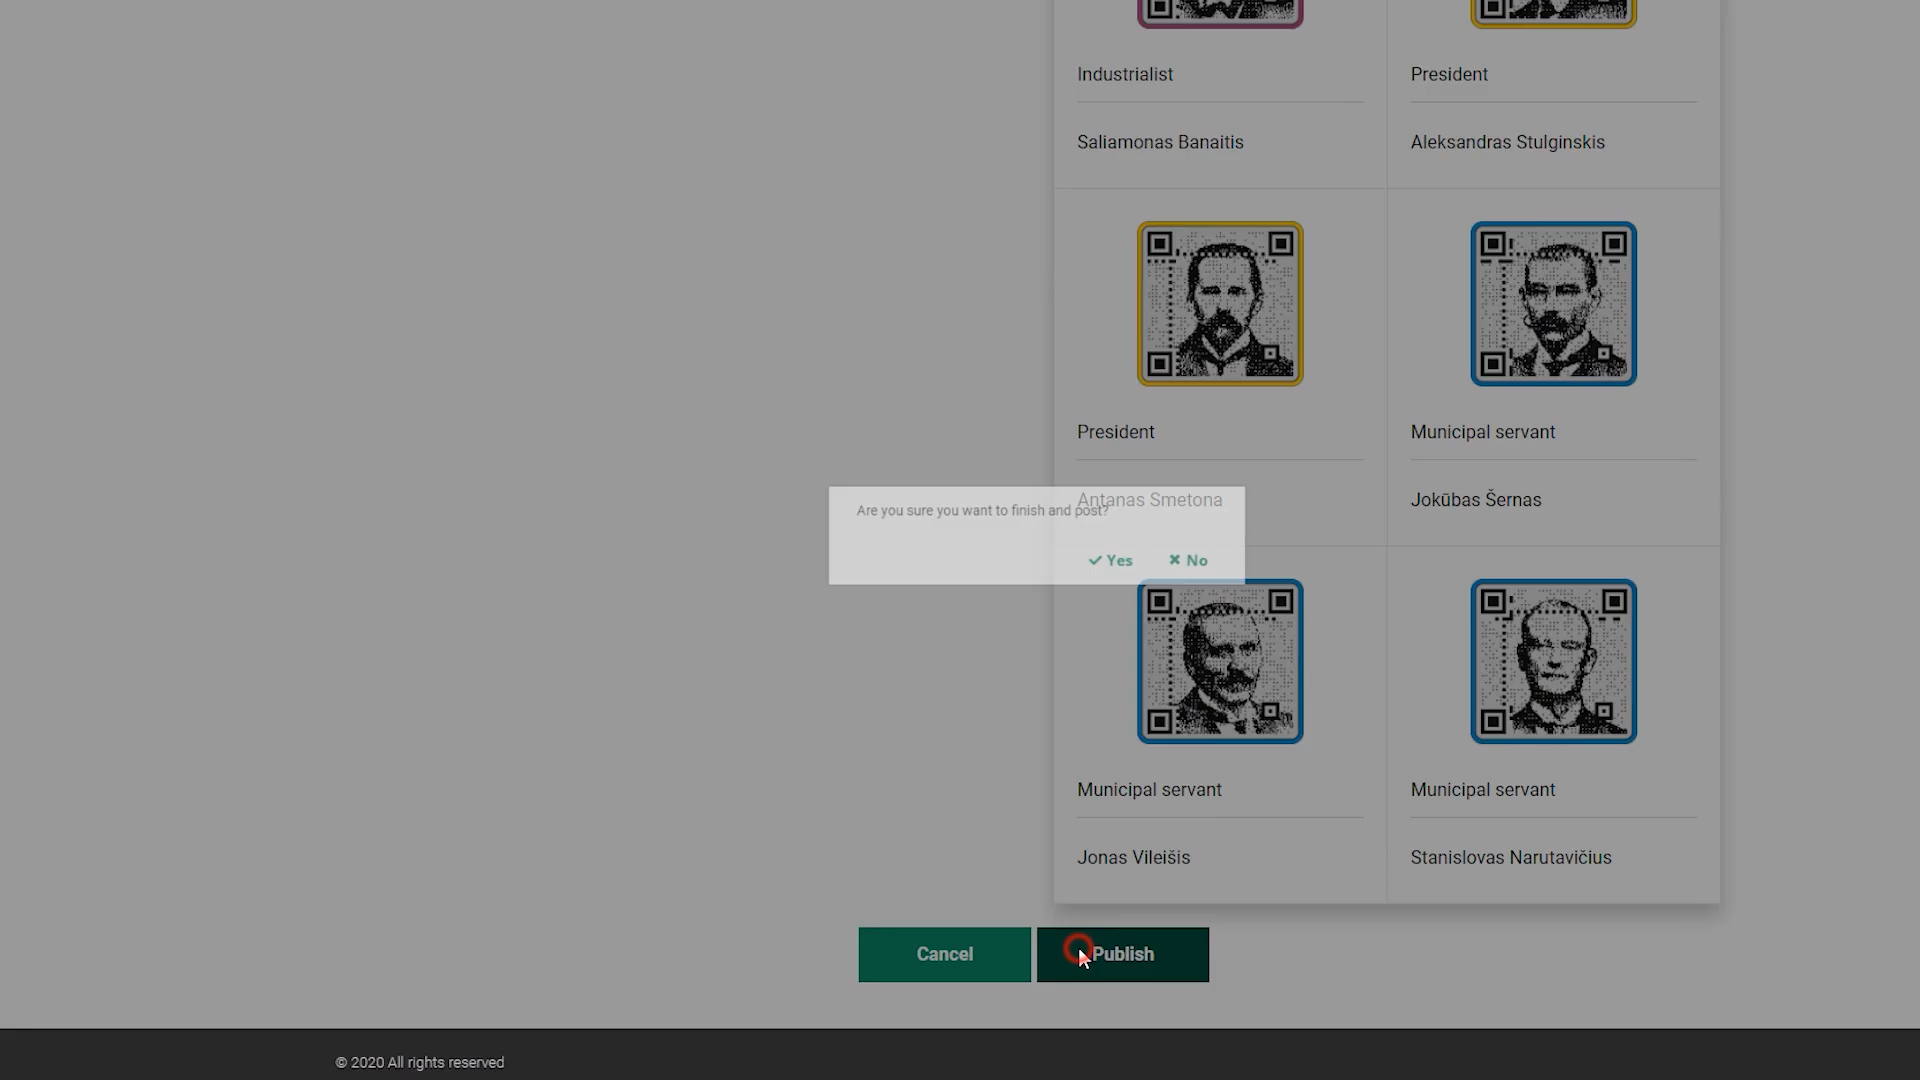 Industrialist
President
Saliamonas Banaitis
Aleksandras Stulginskis
President
Municipal servant
Antanas Smetona
Jokūbas Šernas
Are you sure you want to finish and post?
Yes
No
Municipal servant
Municipal servant
Jonas Vileišis
Stanislovas Narutavičius
Cancel
Publish
© 2020 All rights reserved